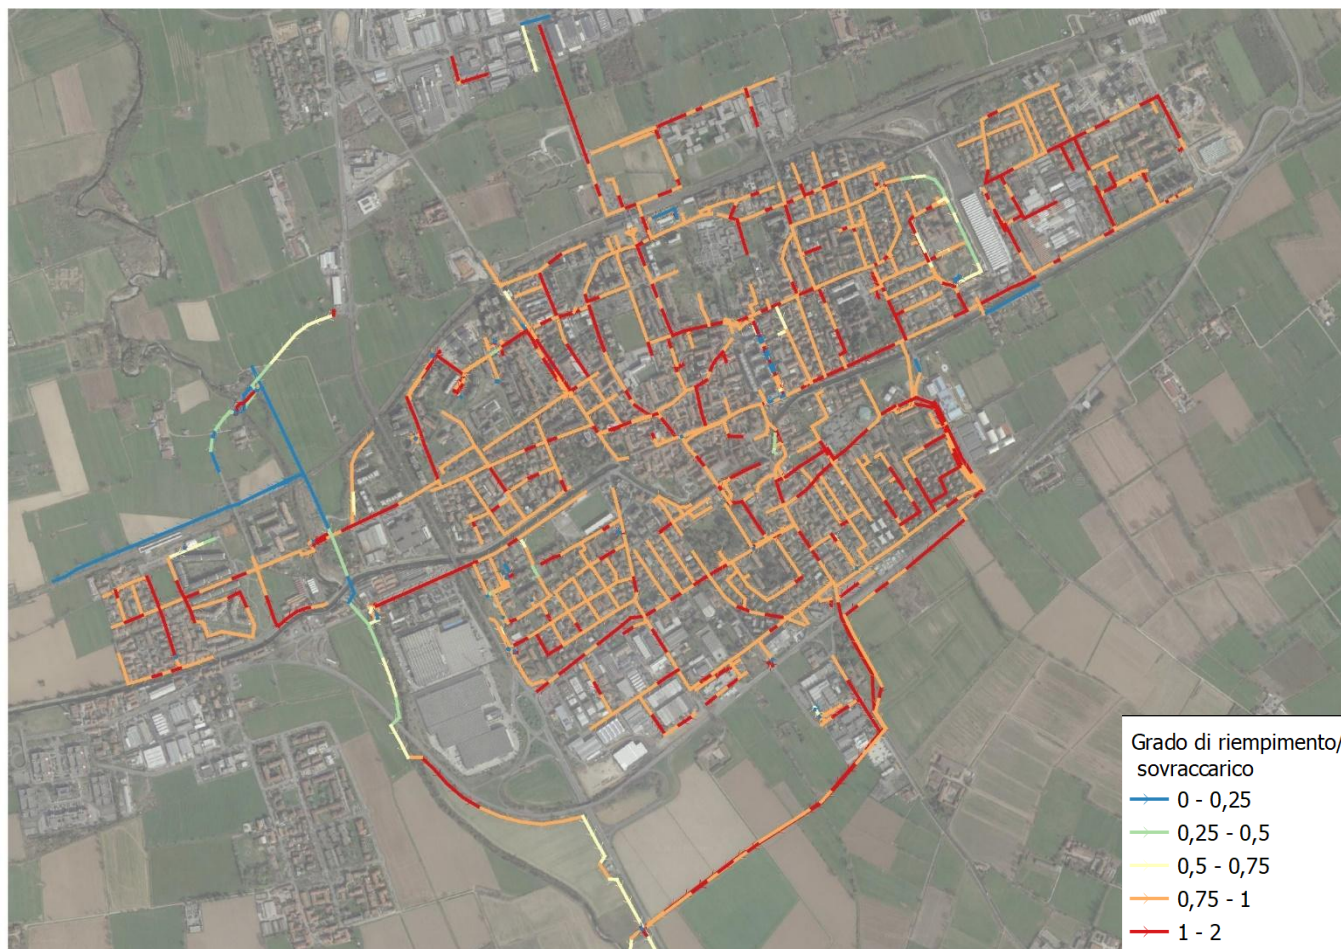 Grado di riempimento/
sovraccarico
0 - 0,25
0,25 - 0,5
0,5 - 0,75
0,75 - 1
1 - 2